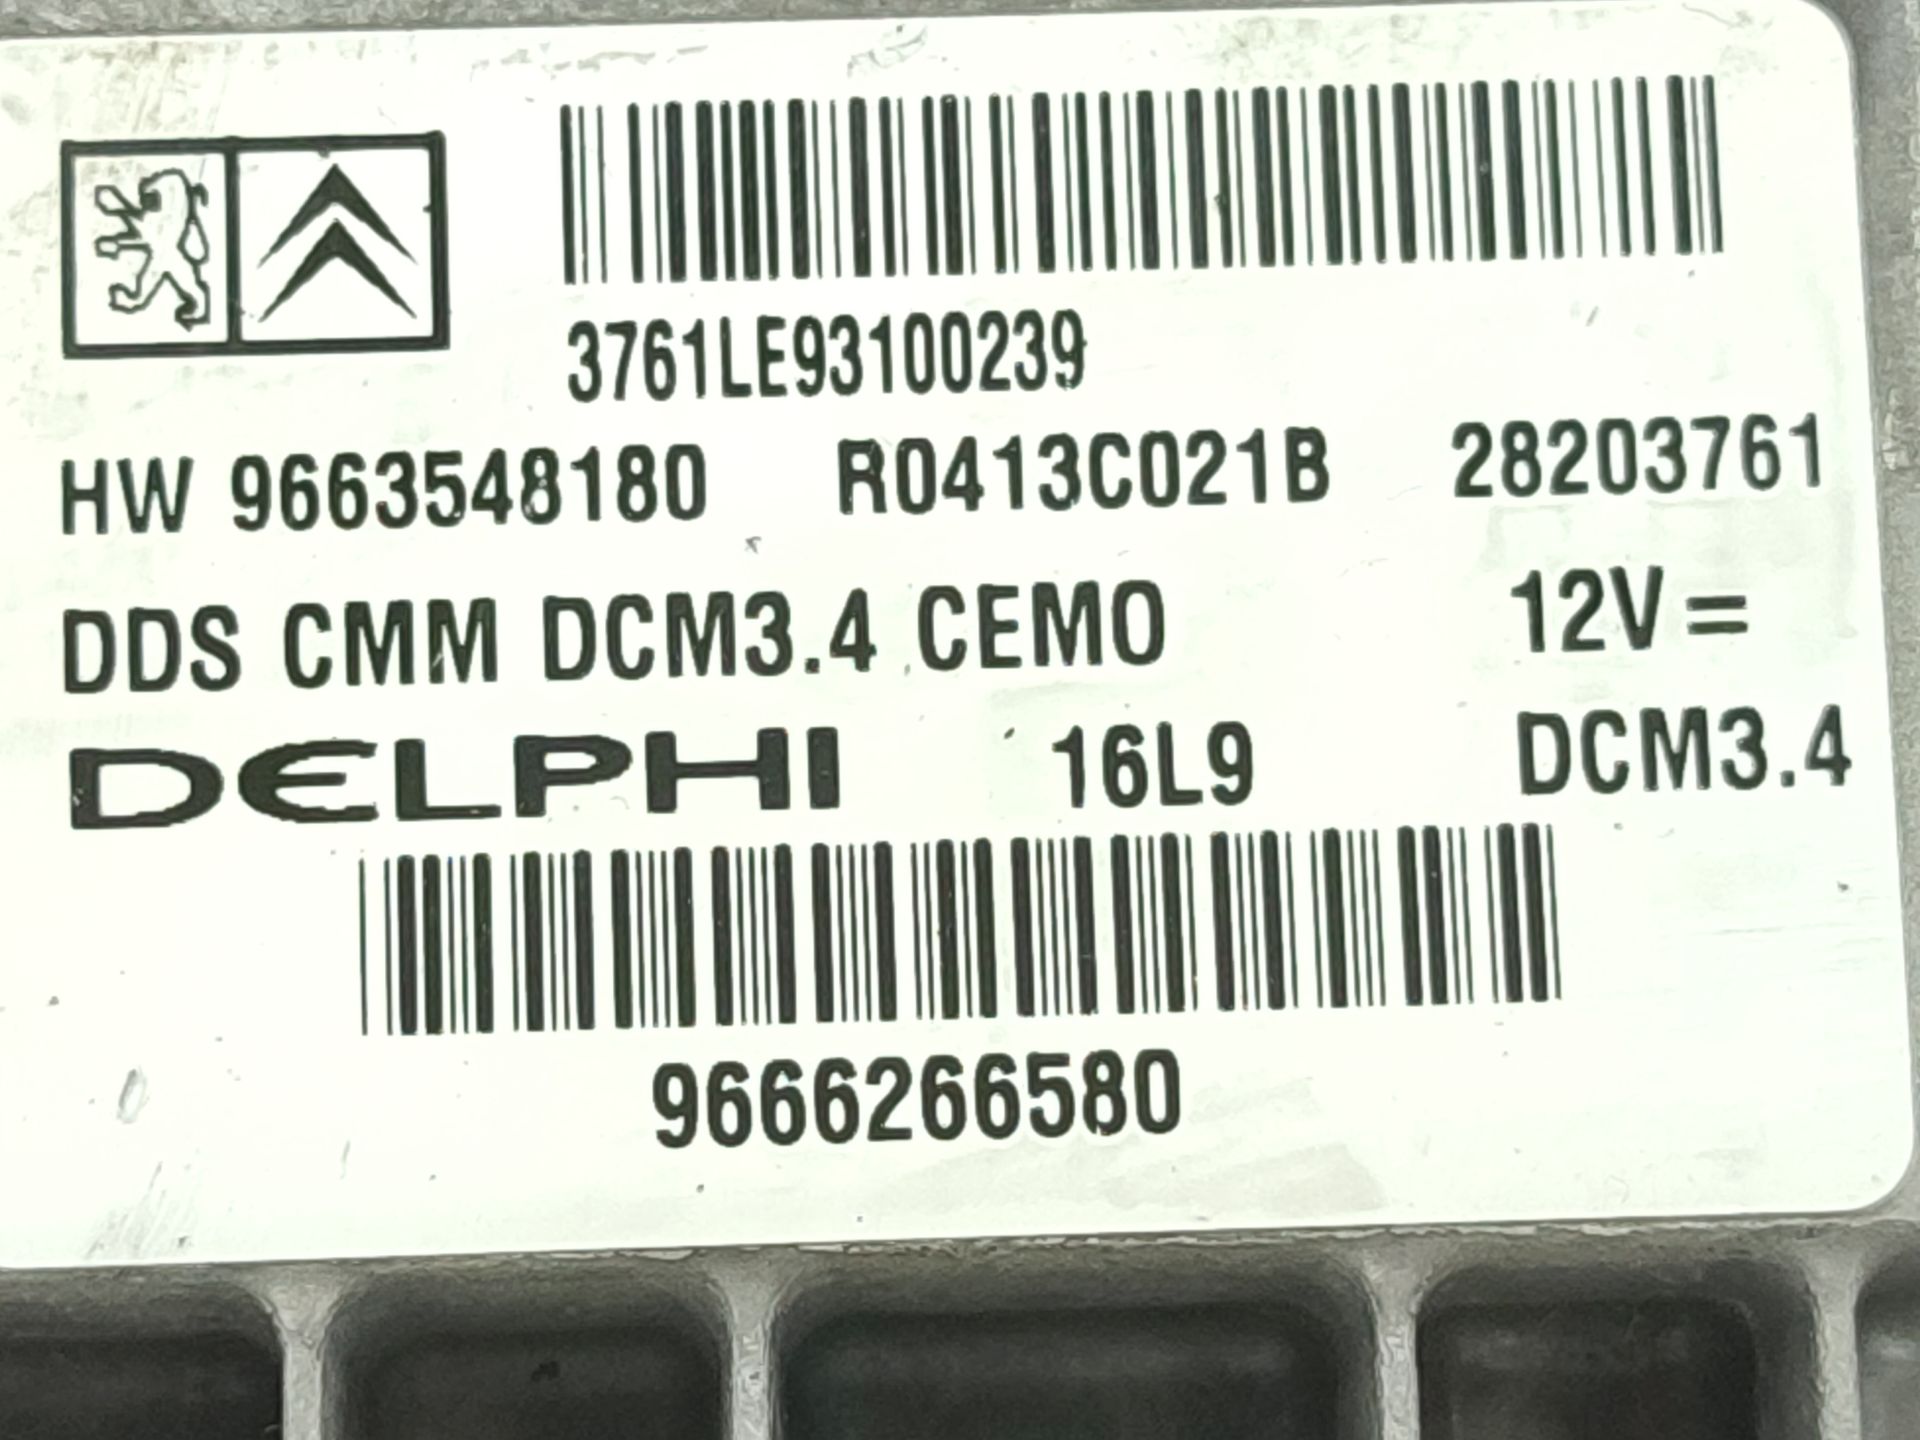 3761LE93100239
HW 9663548180 R0413C021B 28203761
DDS CMM DCM3.4 CEMO 12V =
DELPHI 16L9 DCM3.4
9666266580